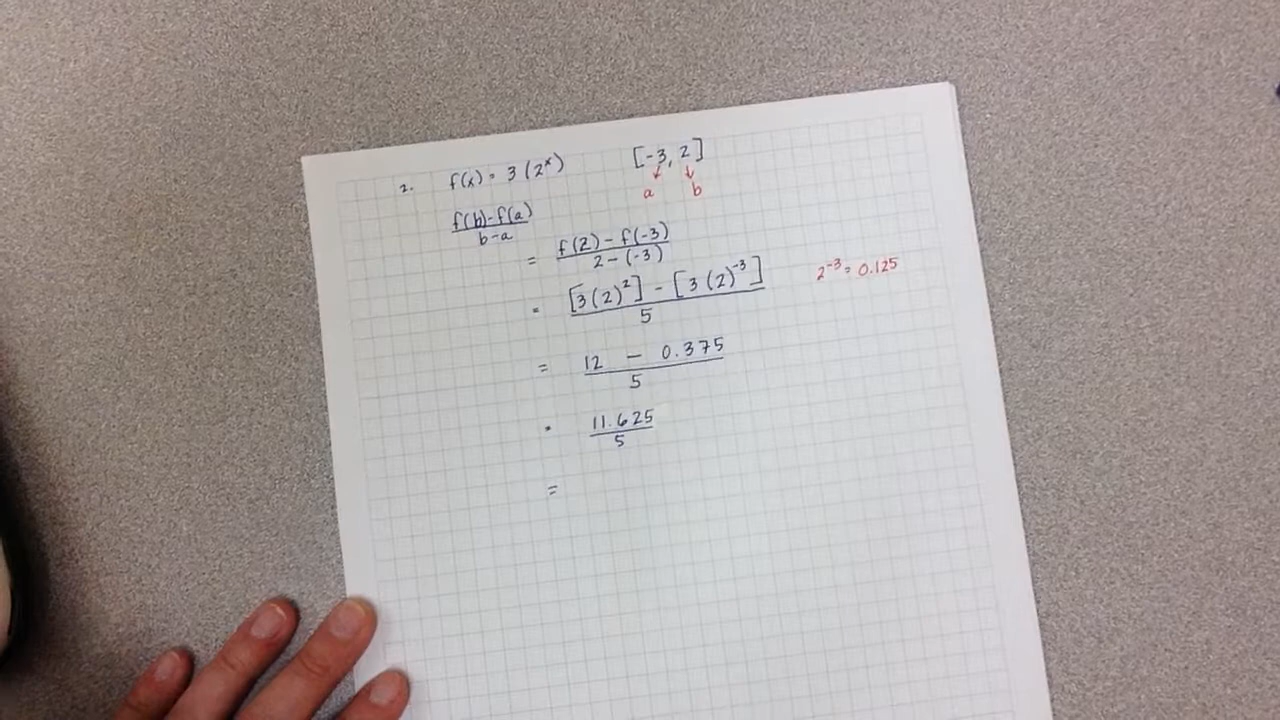 2. f(x) = 3(2^x) [-3, 2]
a b
f(b)-f(a) / b-a
= f(2) - f(-3) / 2 - (-3)
= [3(2)^2] - [3(2)^-3] / 5 2^-3 = 0.125
= 12 - 0.375 / 5
= 11.625 / 5
=